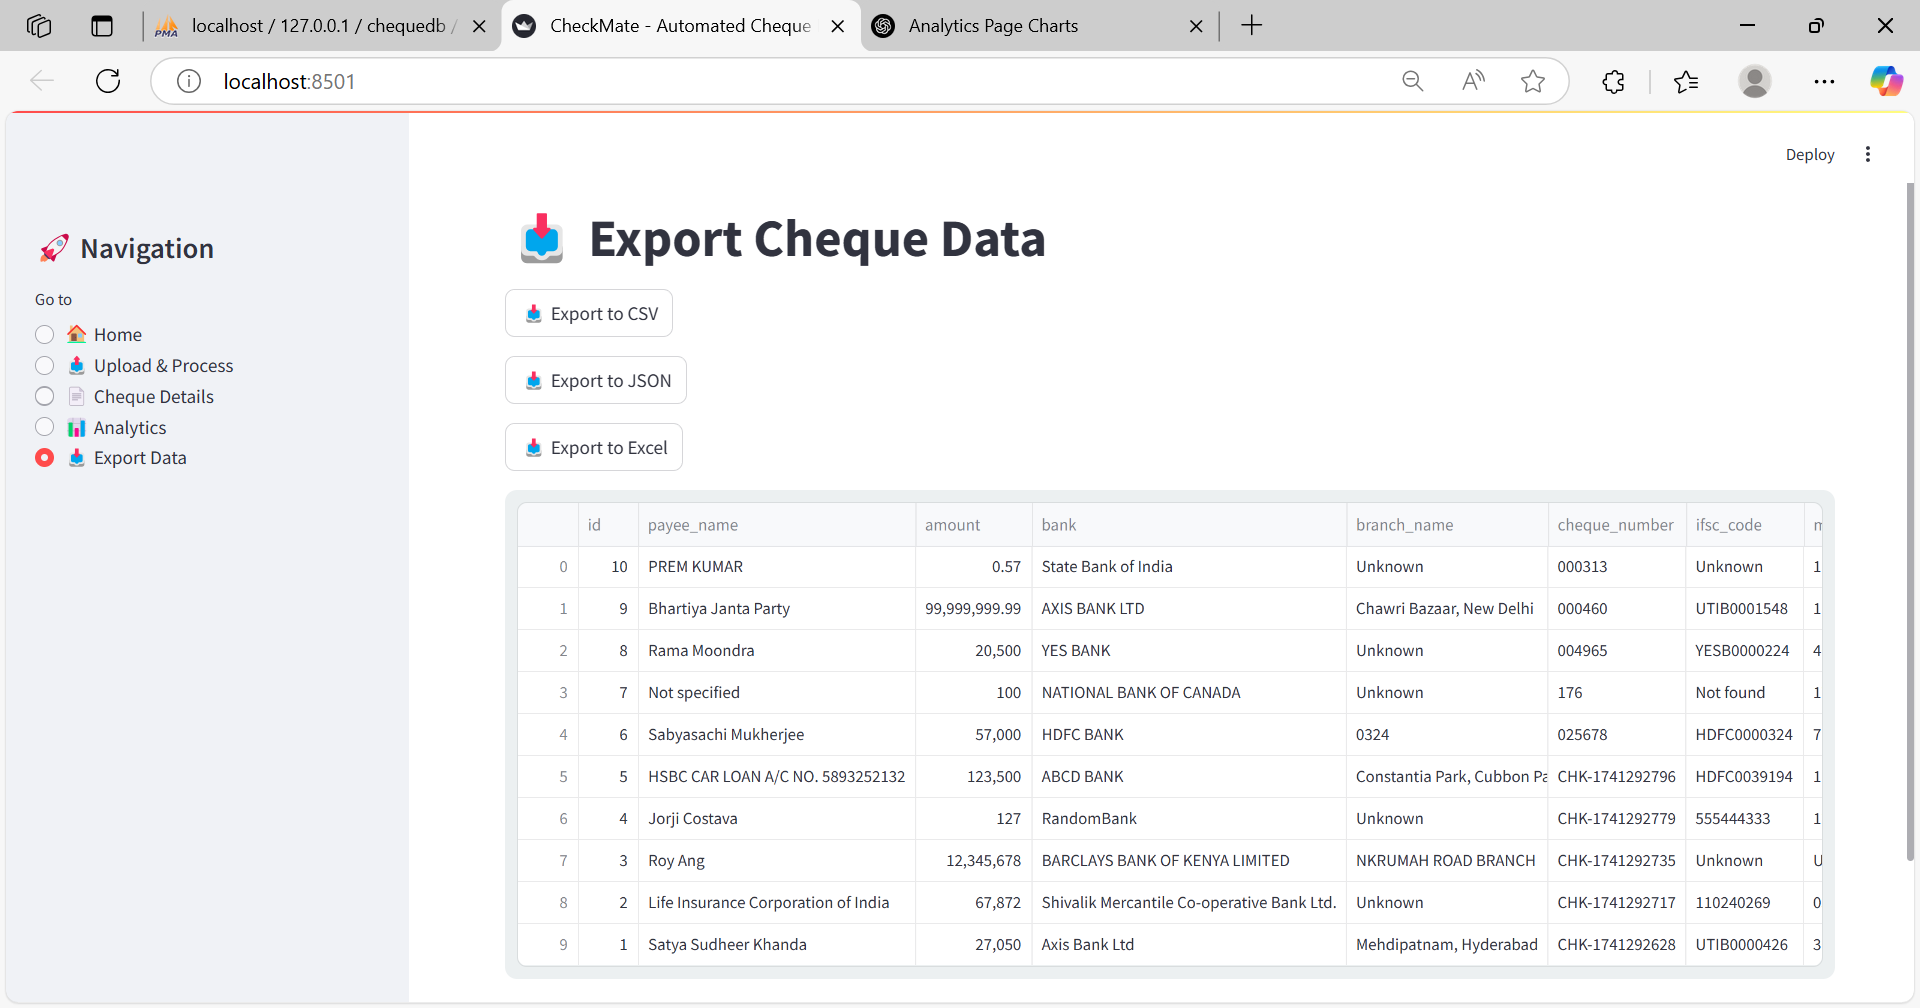 localhost / 127.0.0.1 / chequedb /
CheckMate - Automated Cheque
Analytics Page Charts
localhost:8501
Deploy
Navigation
Go to
Home
Upload & Process
Cheque Details
Analytics
Export Data
Export Cheque Data
Export to CSV
Export to JSON
Export to Excel
id payee_name amount bank branch_name cheque_number ifsc_code
0 10 PREM KUMAR 0.57 State Bank of India Unknown 000313 Unknown 1
1 9 Bhartiya Janta Party 99,999,999.99 AXIS BANK LTD Chawri Bazaar, New Delhi 000460 UTIB0001548 1
2 8 Rama Moondra 20,500 YES BANK Unknown 004965 YESB0000224 4
3 7 Not specified 100 NATIONAL BANK OF CANADA Unknown 176 Not found 1
4 6 Sabyasachi Mukherjee 57,000 HDFC BANK 0324 025678 HDFC0000324 7
5 5 HSBC CAR LOAN A/C NO. 5893252132 123,500 ABCD BANK Constantia Park, Cubbon Pa CHK-1741292796 HDFC0039194 1
6 4 Jorji Costava 127 RandomBank Unknown CHK-1741292779 555444333 1
7 3 Roy Ang 12,345,678 BARCLAYS BANK OF KENYA LIMITED NKRUMAH ROAD BRANCH CHK-1741292735 Unknown U
8 2 Life Insurance Corporation of India 67,872 Shivalik Mercantile Co-operative Bank Ltd. Unknown CHK-1741292717 110240269 0
9 1 Satya Sudheer Khanda 27,050 Axis Bank Ltd Mehdipatnam, Hyderabad CHK-1741292628 UTIB0000426 3